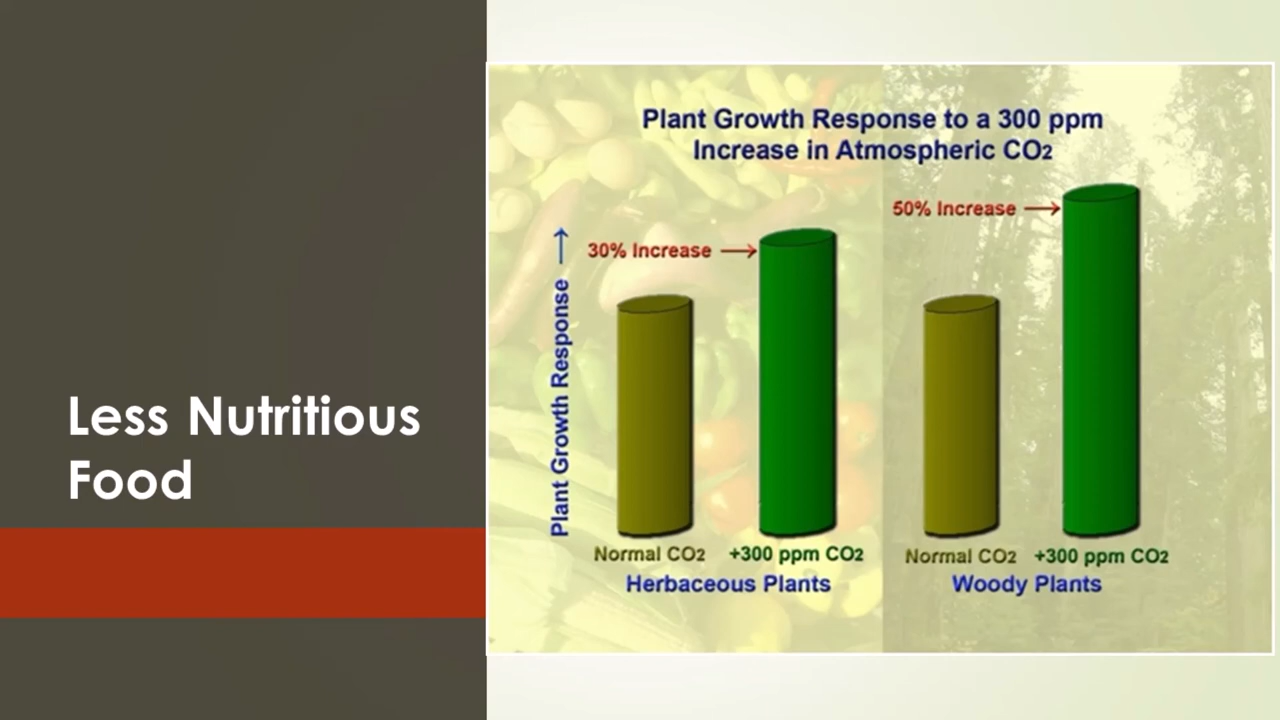 Less Nutritious
Food
Plant Growth Response to a 300 ppm
Increase in Atmospheric CO2
50% Increase
30% Increase
Plant Growth Response
Normal CO2
+300 ppm CO2
Normal CO2
+300 ppm CO2
Herbaceous Plants
Woody Plants